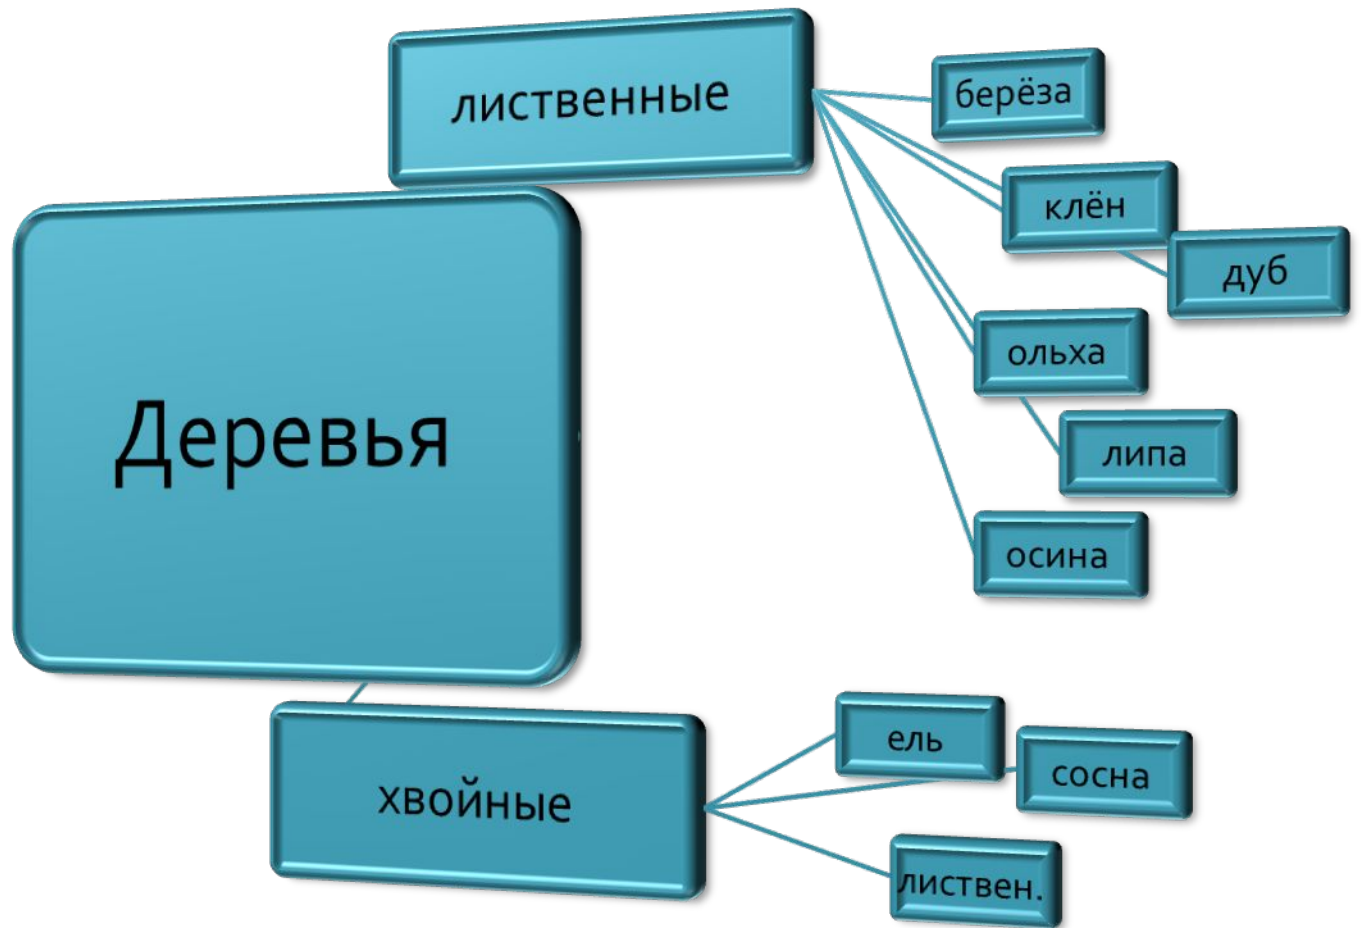 Деревья
лиственные
берёза
клён
дуб
ольха
липа
осина
хвойные
ель
сосна
листвен.